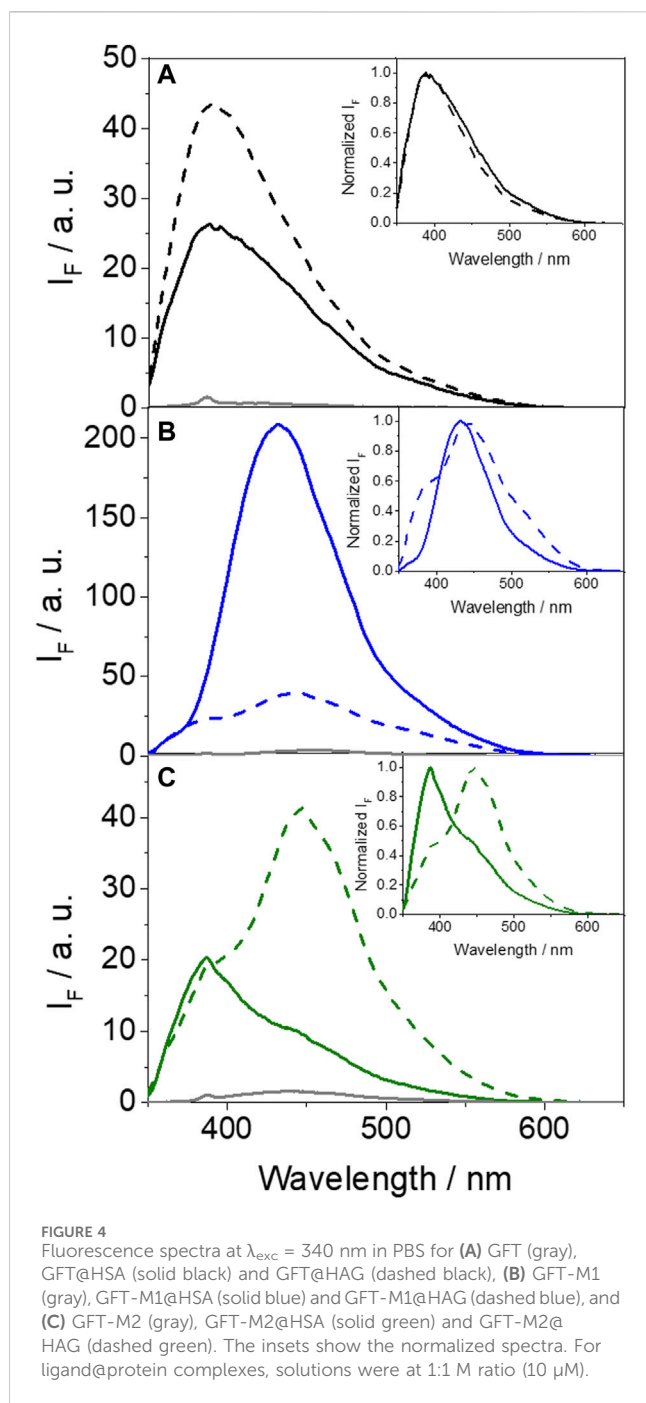 50
A
40
30
20
10
0
I_F / a. u.
1.0
0.8
0.6
0.4
0.2
0.0
Normalized I_F
400 500 600
Wavelength / nm
B
200
150
100
50
0
I_F / a. u.
1.0
0.8
0.6
0.4
0.2
0.0
Normalized I_F
400 500 600
Wavelength / nm
C
40
30
20
10
0
I_F / a. u.
1.0
0.8
0.6
0.4
0.2
0.0
Normalized I_F
400 500 600
Wavelength / nm
400 500 600
Wavelength / nm
FIGURE 4
Fluorescence spectra at λexc = 340 nm in PBS for (A) GFT (gray),
GFT@HSA (solid black) and GFT@HAG (dashed black), (B) GFT-M1
(gray), GFT-M1@HSA (solid blue) and GFT-M1@HAG (dashed blue), and
(C) GFT-M2 (gray), GFT-M2@HSA (solid green) and GFT-M2@
HAG (dashed green). The insets show the normalized spectra. For
ligand@protein complexes, solutions were at 1:1 M ratio (10 μM).